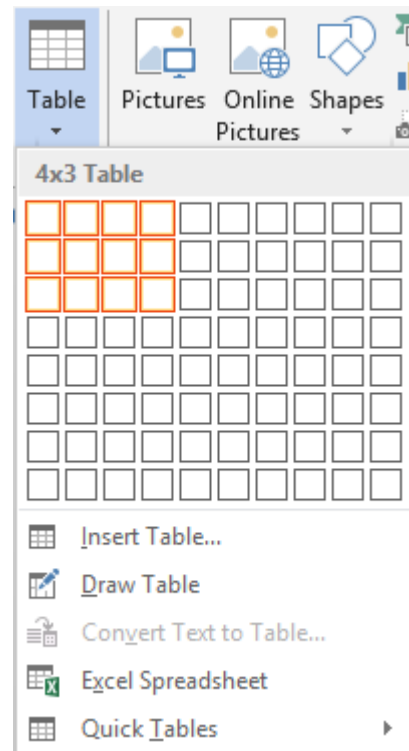 Table Pictures Online Shapes
Pictures
4x3 Table
Insert Table...
Draw Table
Convert Text to Table...
Excel Spreadsheet
Quick Tables